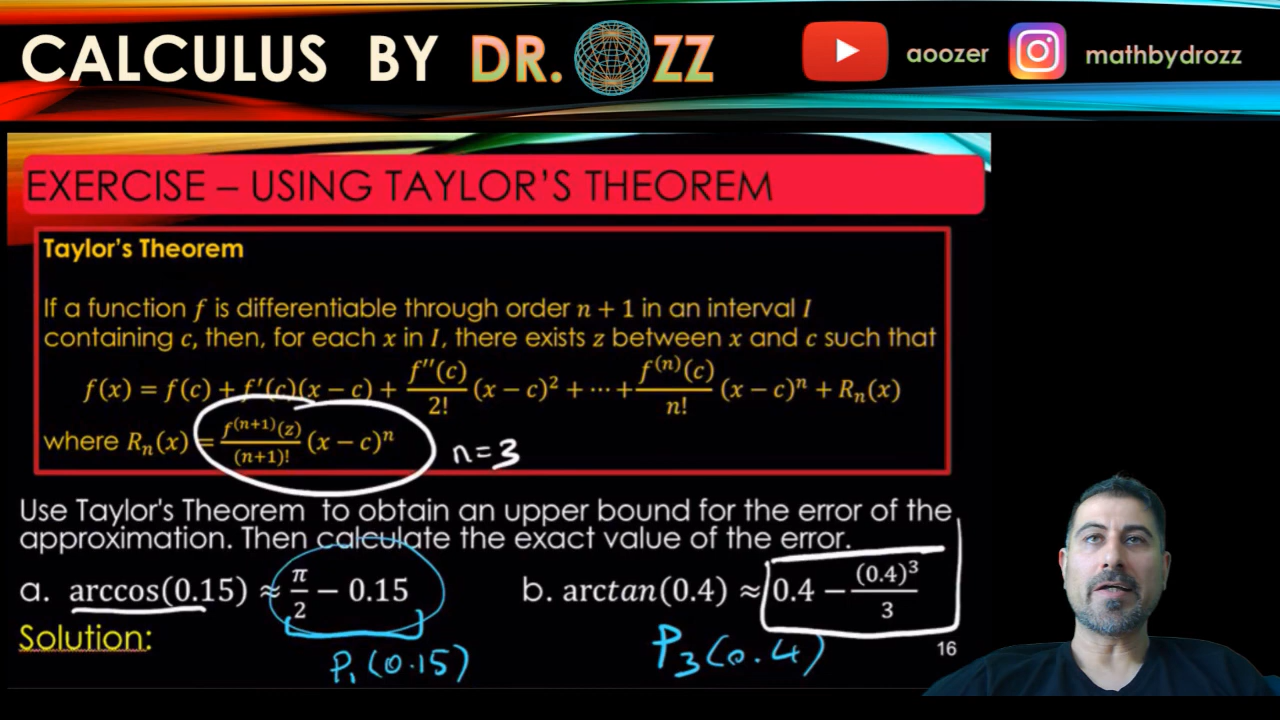 CALCULUS BY DR. OZZ aoozer mathbydrozz
EXERCISE – USING TAYLOR'S THEOREM
Taylor's Theorem
If a function f is differentiable through order n + 1 in an interval I
containing c, then, for each x in I, there exists z between x and c such that
f(x) = f(c) + f′(c)(x − c) + f′′(c)/2! (x − c)² + ⋯ + f⁽ⁿ⁾(c)/n! (x − c)ⁿ + Rₙ(x)
where Rₙ(x) = f⁽ⁿ⁺¹⁾(z)/(n+1)! (x − c)ⁿ n=3
Use Taylor's Theorem to obtain an upper bound for the error of the
approximation. Then calculate the exact value of the error.
a. arccos(0.15) ≈ π/2 − 0.15 b. arctan(0.4) ≈ 0.4 − (0.4)³/3
Solution:
P₁(0.15) P₃(0.4)
16